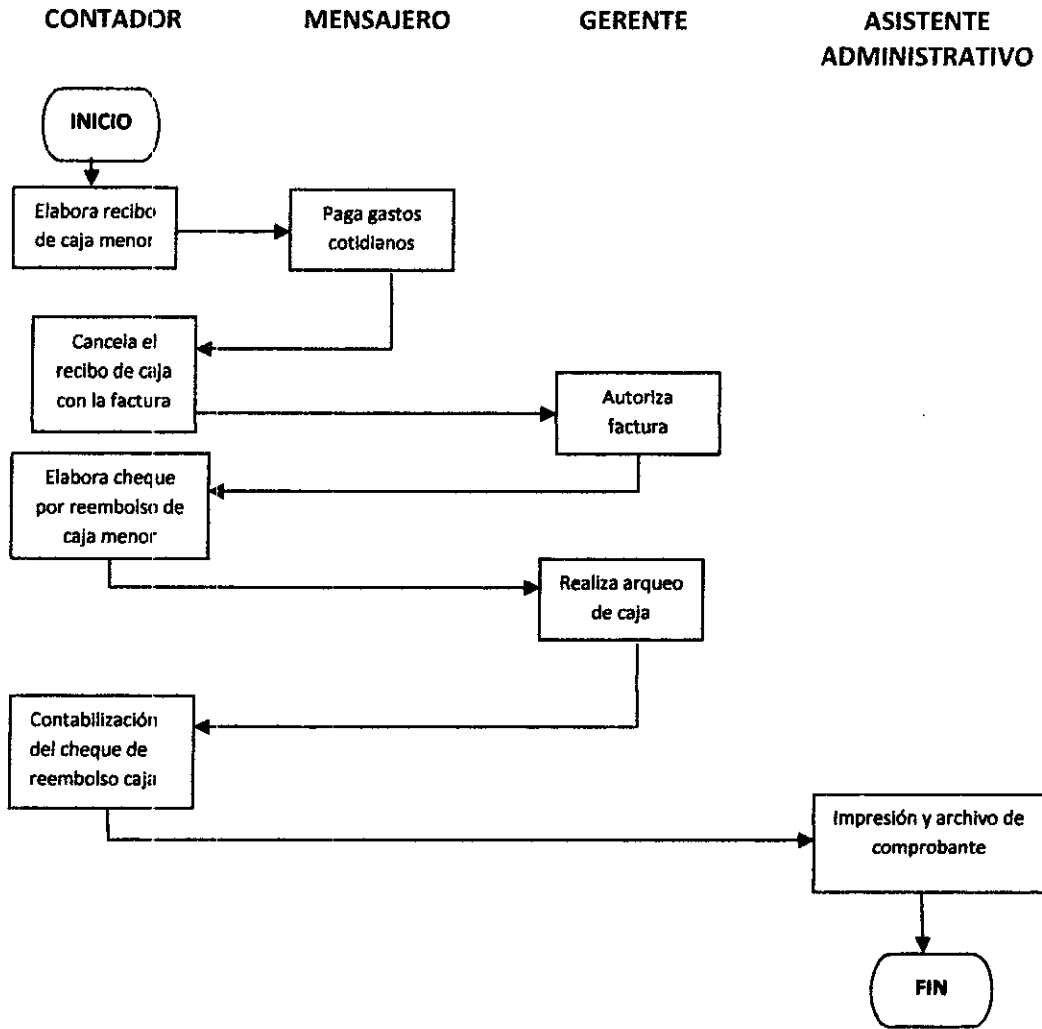 CONTADOR MENSAJERO GERENTE ASISTENTE
ADMINISTRATIVO
INICIO
Elabora recibo
de caja menor
Paga gastos
cotidianos
Cancela el
recibo de caja
con la factura
Autoriza
factura
Elabora cheque
por reembolso de
caja menor
Realiza arqueo
de caja
Contabilización
del cheque de
reembolso caja
Impresión y archivo de
comprobante
FIN